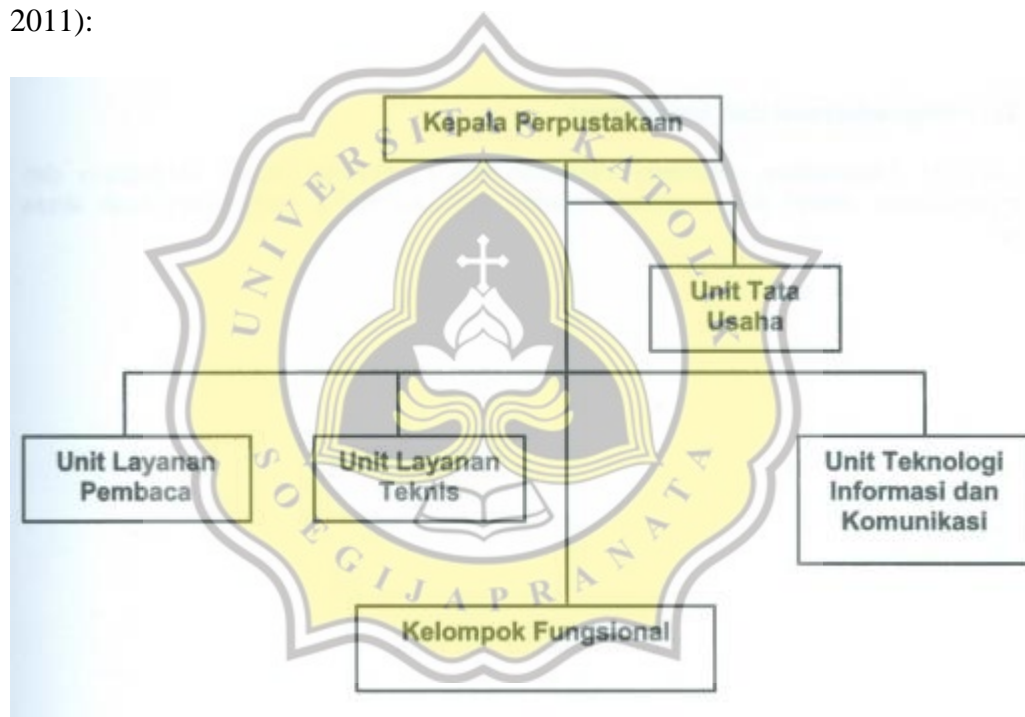 2011):
Kepala Perpustakaan
Unit Tata
Usaha
Unit Layanan
Pembaca
Unit Layanan
Teknis
Unit Teknologi
Informasi dan
Komunikasi
Kelompok Fungsional
UNIVERSITAS KATOLIK
SOEGIJAPRANATA